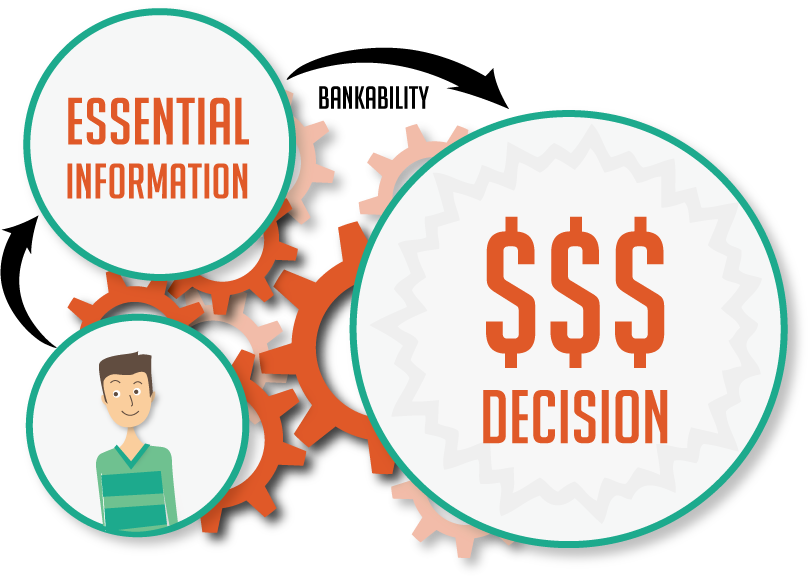 ESSENTIAL
INFORMATION
BANKABILITY
$$$
DECISION